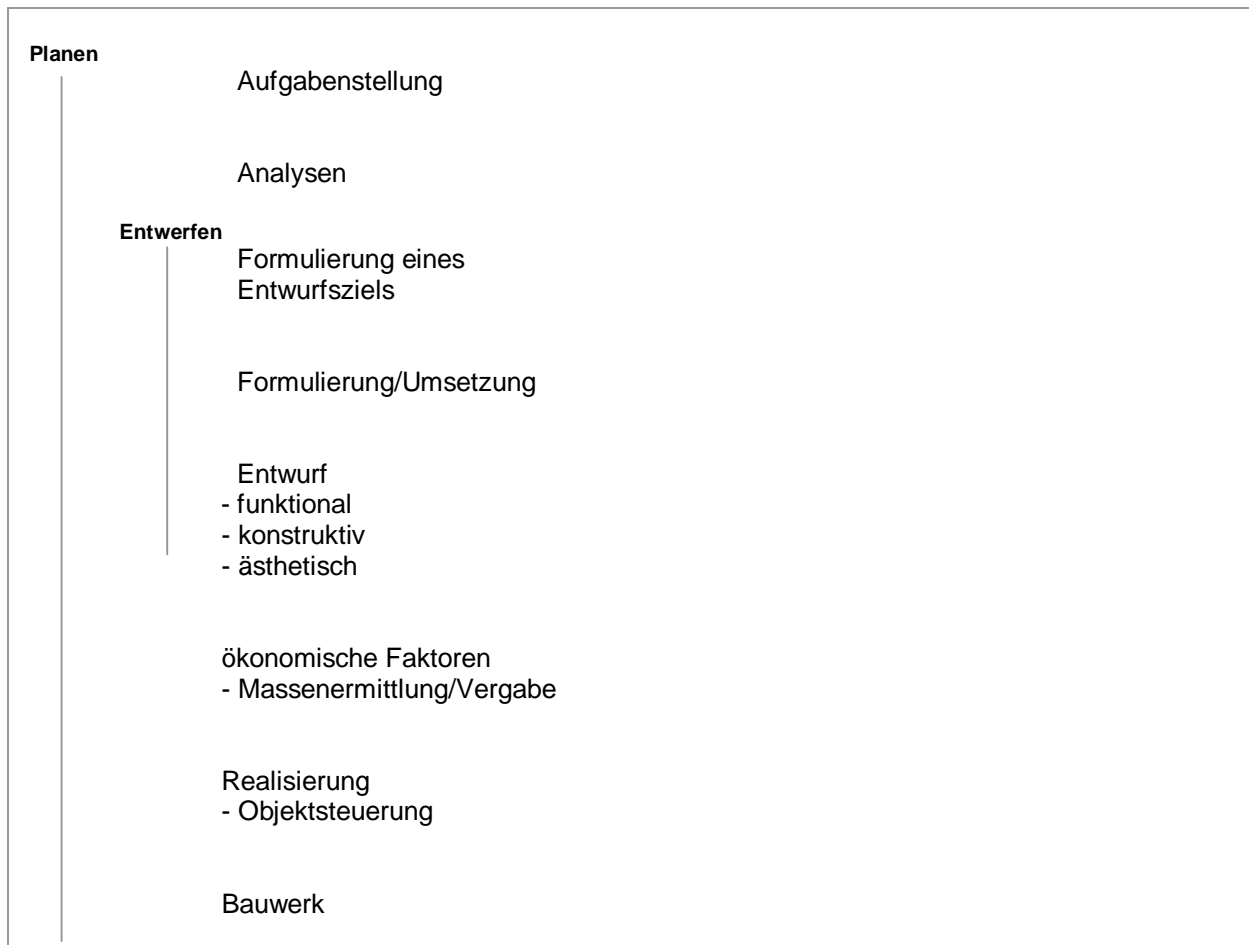 Planen
Aufgabenstellung
Analysen
Entwerfen
Formulierung eines
Entwurfsziels
Formulierung/Umsetzung
Entwurf
- funktional
- konstruktiv
- ästhetisch
ökonomische Faktoren
- Massenermittlung/Vergabe
Realisierung
- Objektsteuerung
Bauwerk